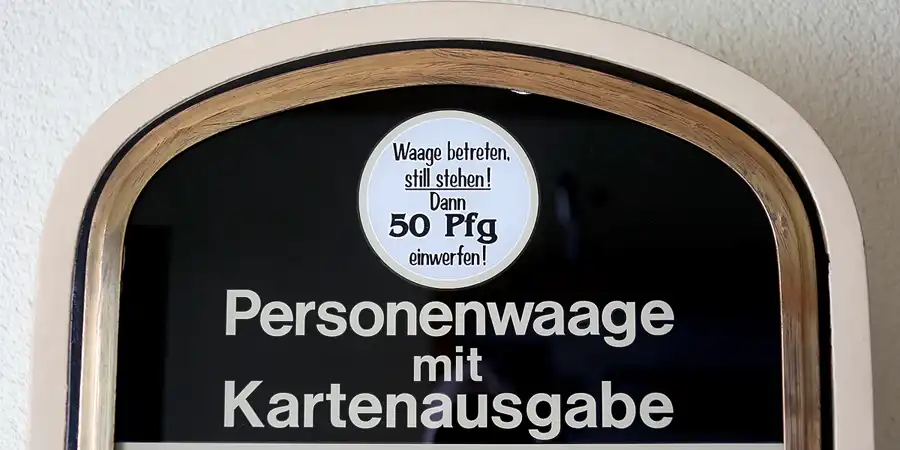 Waage betreten,
still stehen!
Dann
50 Pfg
einwerfen!
Personenwaage
mit
Kartenausgabe